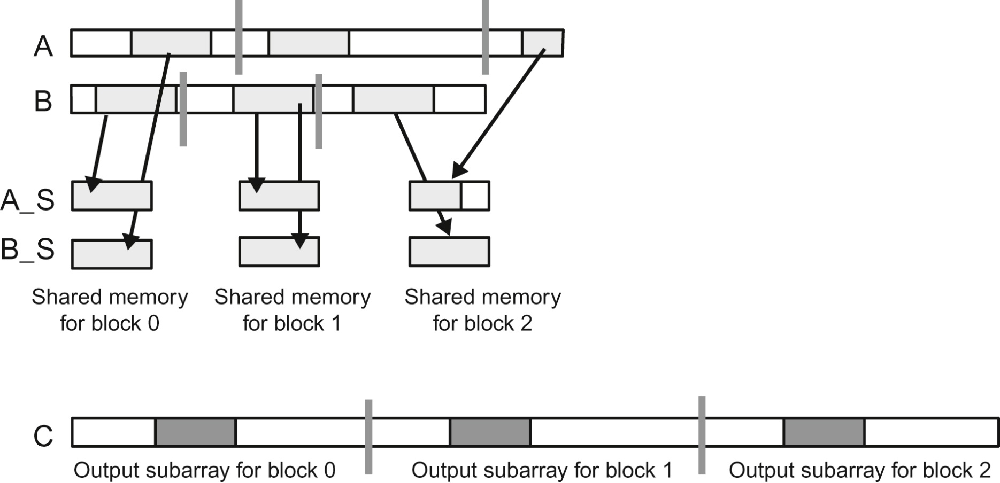 A
B
A_S
B_S
Shared memory
for block 0
Shared memory
for block 1
Shared memory
for block 2
C
Output subarray for block 0
Output subarray for block 1
Output subarray for block 2